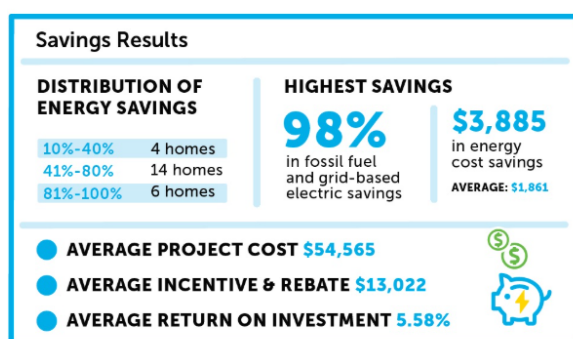 Savings Results
DISTRIBUTION OF
ENERGY SAVINGS
10%-40% 4 homes
41%-80% 14 homes
81%-100% 6 homes
HIGHEST SAVINGS
98%
in fossil fuel
and grid-based
electric savings
$3,885
in energy
cost savings
AVERAGE: $1,861
AVERAGE PROJECT COST $54,565
AVERAGE INCENTIVE & REBATE $13,022
AVERAGE RETURN ON INVESTMENT 5.58%
$
$